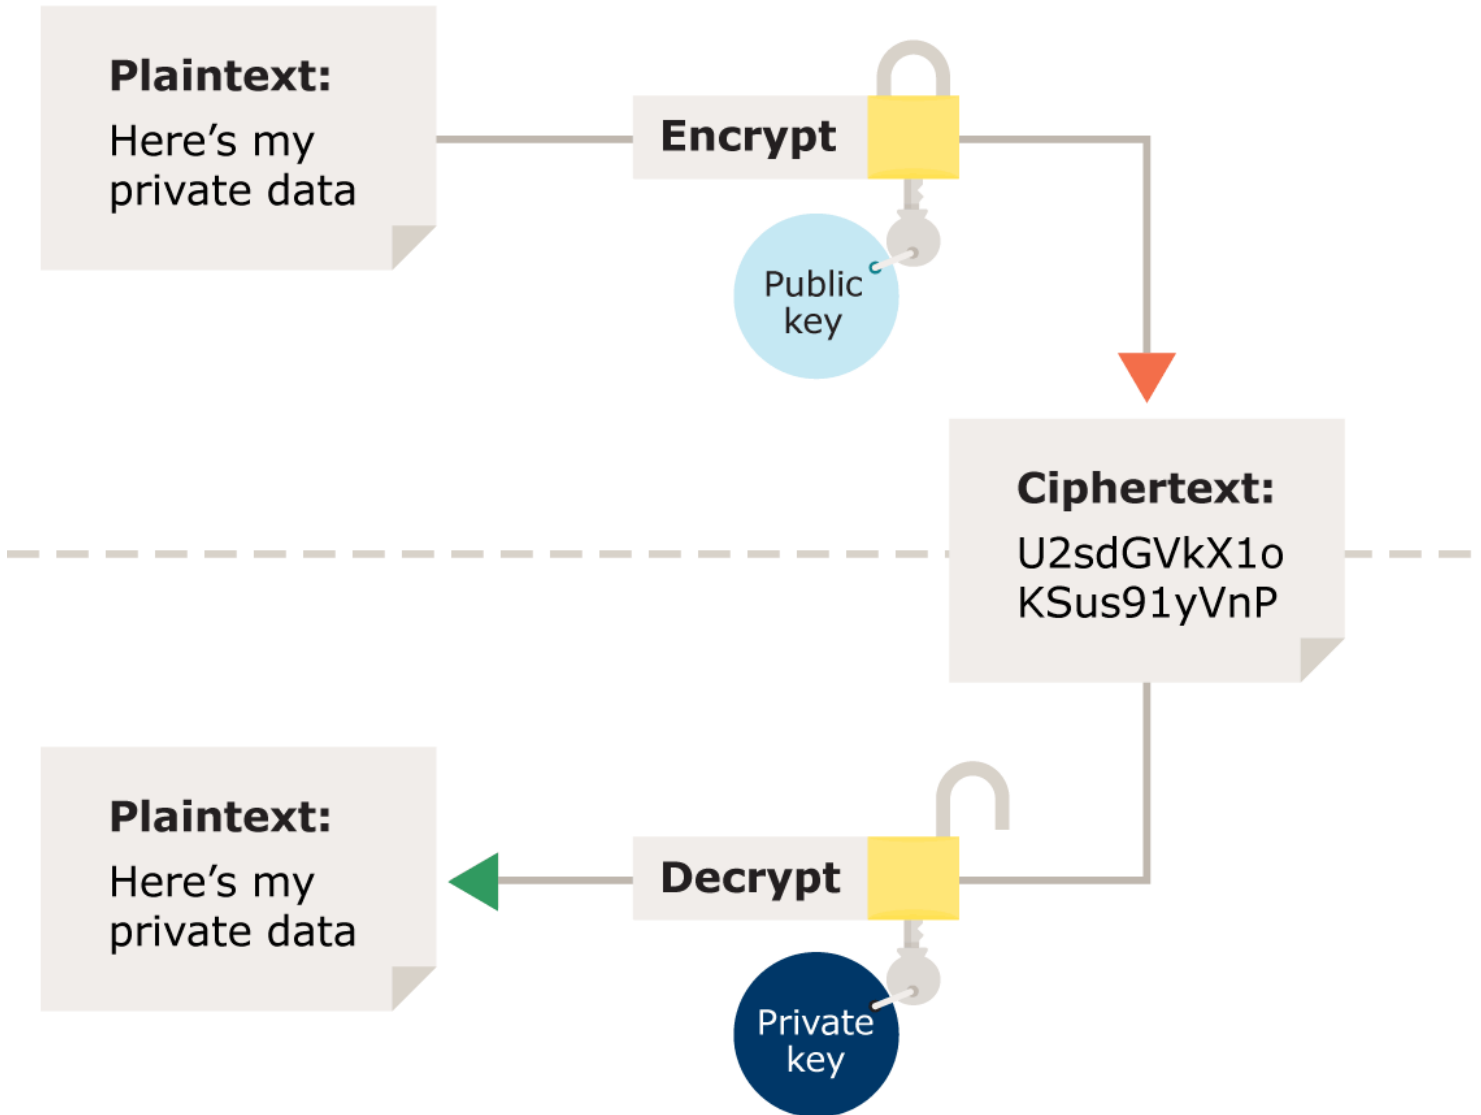 Plaintext:
Here’s my
private data
Encrypt
Public
key
Ciphertext:
U2sdGVkX1o
KSus91yVnP
Plaintext:
Here’s my
private data
Decrypt
Private
key